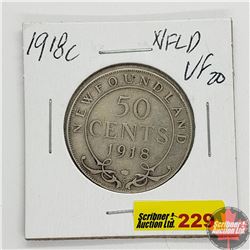 1918c
NFLD
VF20
NEWFOUNDLAND
50
CENTS
1918
Scribner
Auction Ltd.
229